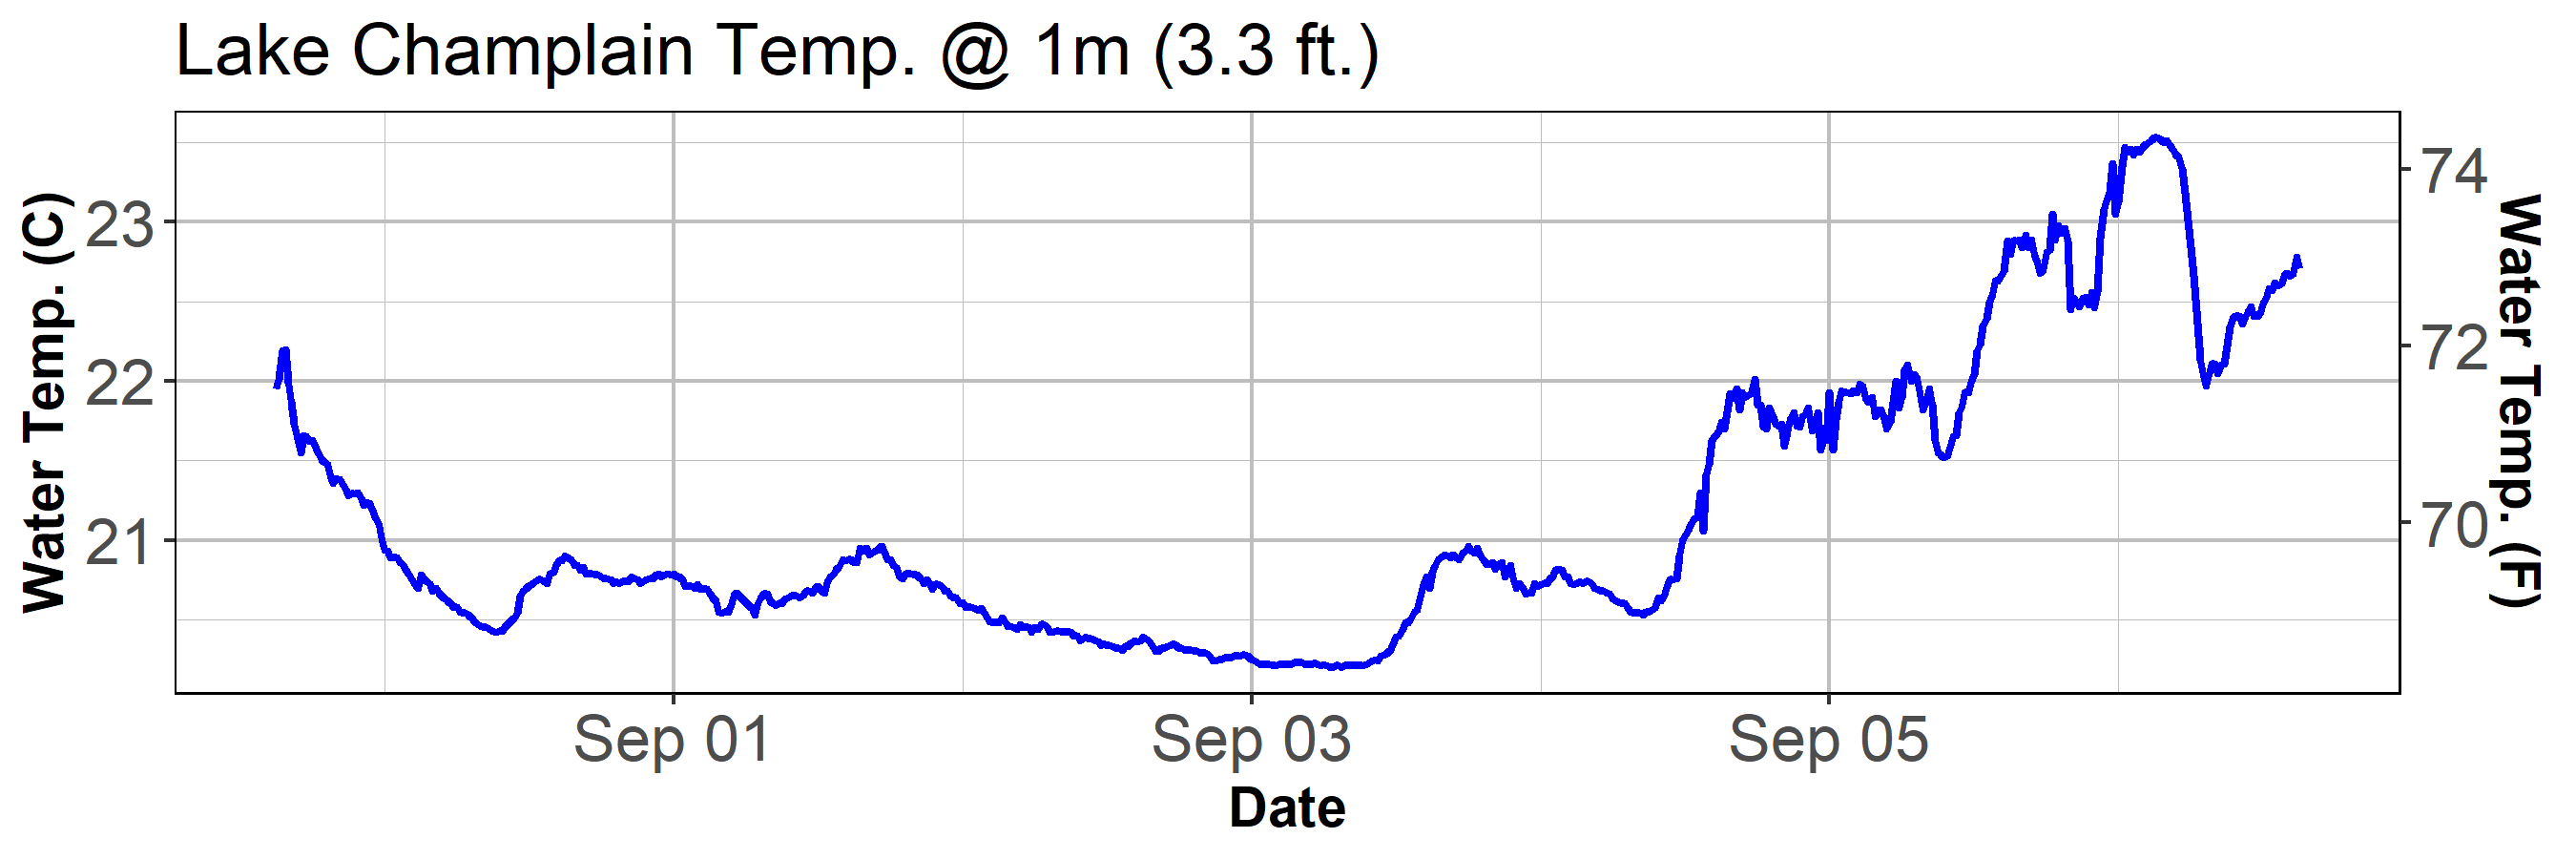 Lake Champlain Temp. @ 1m (3.3 ft.)
Water Temp. (C)
23
22
21
74
72
70
Water Temp. (F)
Sep 01
Sep 03
Sep 05
Date